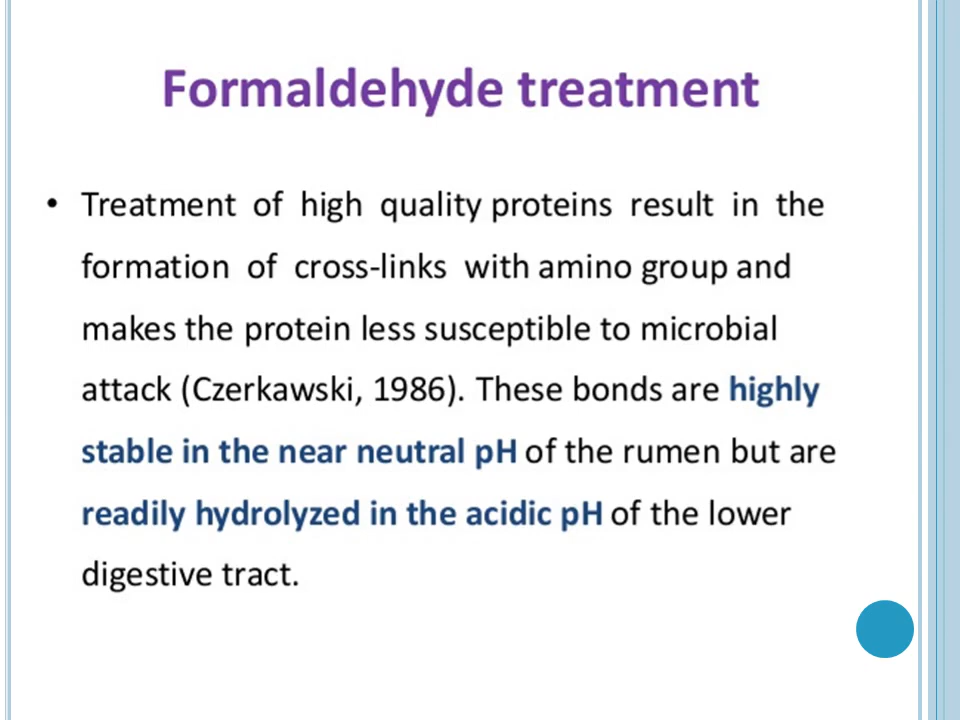 Formaldehyde treatment
• Treatment of high quality proteins result in the
formation of cross-links with amino group and
makes the protein less susceptible to microbial
attack (Czerkawski, 1986). These bonds are highly
stable in the near neutral pH of the rumen but are
readily hydrolyzed in the acidic pH of the lower
digestive tract.